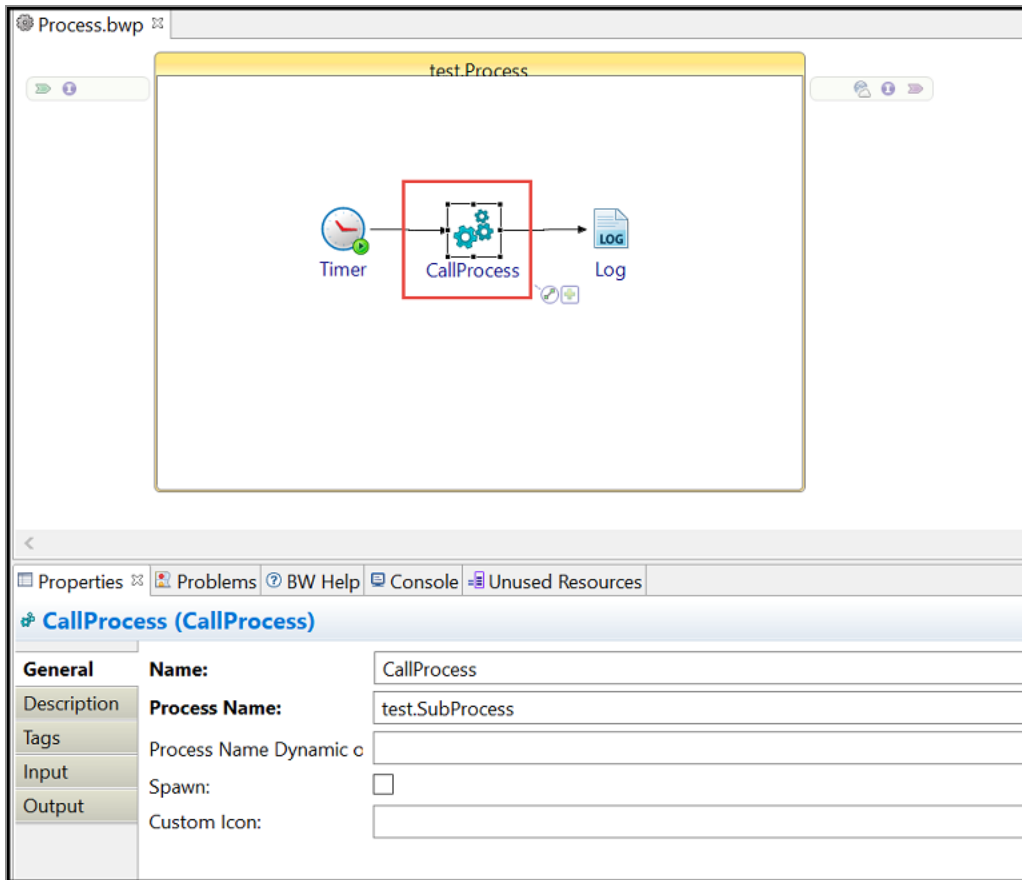 Process.bwp
test.Process
LOG
Timer
CallProcess
Log
Properties Problems BW Help Console Unused Resources
CallProcess (CallProcess)
General
Name: CallProcess
Description
Process Name: test.SubProcess
Tags
Process Name Dynamic o
Input
Spawn:
Output
Custom Icon: